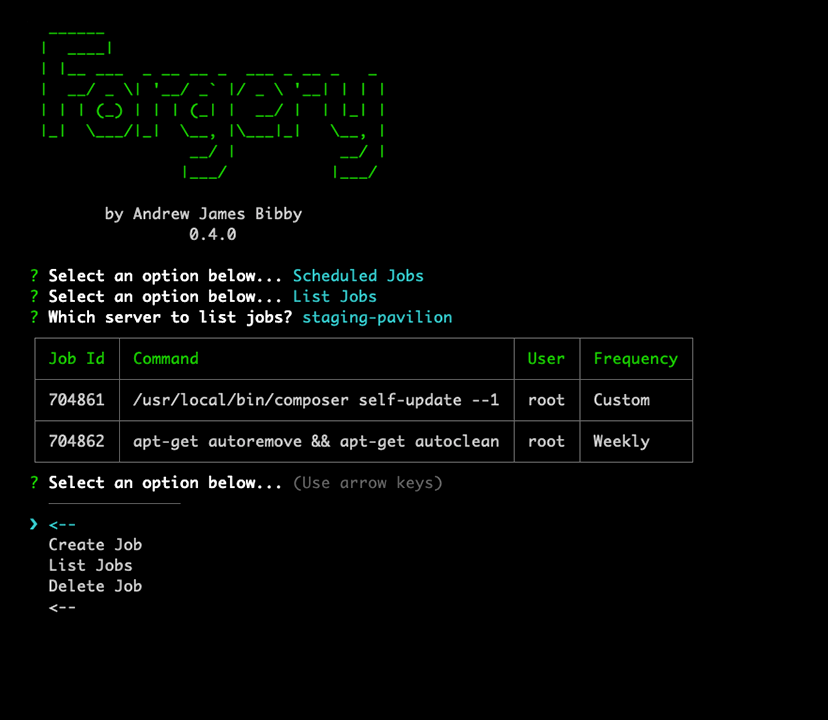 Forgery
by Andrew James Bibby
0.4.0
? Select an option below... Scheduled Jobs
? Select an option below... List Jobs
? Which server to list jobs? staging-pavilion
Job Id Command User Frequency
704861 /usr/local/bin/composer self-update --1 root Custom
704862 apt-get autoremove && apt-get autoclean root Weekly
? Select an option below... (Use arrow keys)
──────────────
❯ <--
Create Job
List Jobs
Delete Job
<--